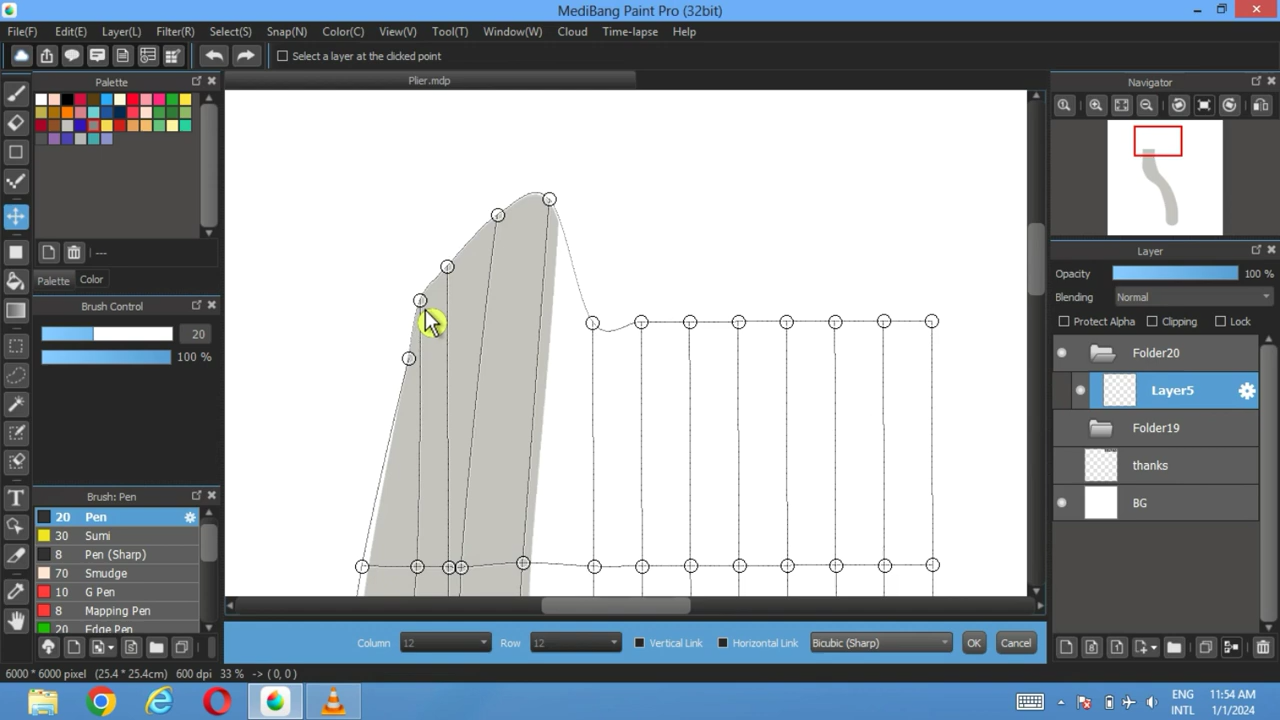 MediBang Paint Pro (32bit)
File(F) Edit(E) Layer(L) Filter(R) Select(S) Snap(N) Color(C) View(V) Tool(T) Window(W) Cloud Time-lapse Help
Select a layer at the clicked point
Palette
Plier.mdp
Navigator
---
Palette Color
Brush Control
20
100 %
Brush: Pen
20 Pen
30 Sumi
8 Pen (Sharp)
70 Smudge
10 G Pen
8 Mapping Pen
20 Edge Pen
Layer
Opacity 100 %
Blending Normal
Protect Alpha Clipping Lock
Folder20
Layer5
Folder19
thanks
BG
Column 12 Row 12 Vertical Link Horizontal Link Bicubic (Sharp) OK Cancel
6000 * 6000 pixel (25.4 * 25.4cm) 600 dpi 33 % -> ( 0, 0 )
ENG 11:54 AM
INTL 1/1/2024